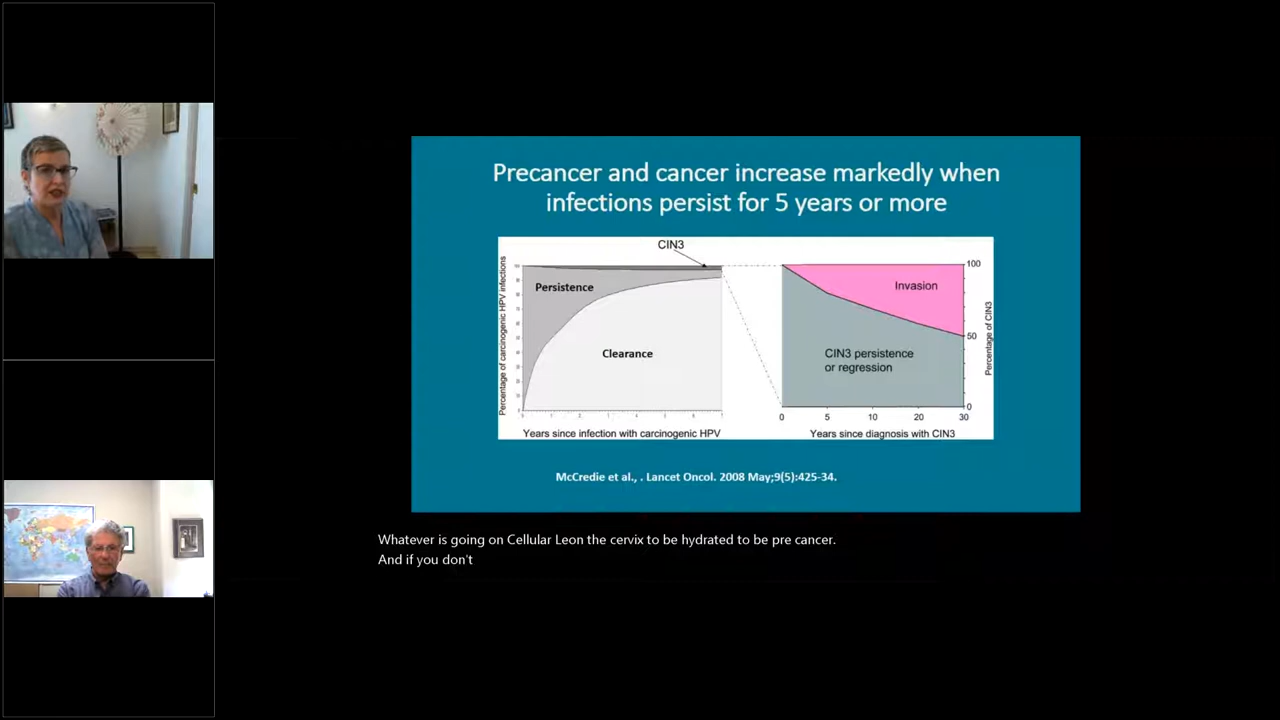 Precancer and cancer increase markedly when
infections persist for 5 years or more
CIN3
Percentage of carcinogenic HPV infections
Persistence
Clearance
Years since infection with carcinogenic HPV
Invasion
CIN3 persistence
or regression
100
50
0
Percentage of CIN3
0 5 10 20 30
Years since diagnosis with CIN3
McCredie et al., . Lancet Oncol. 2008 May;9(5):425-34.
Whatever is going on Cellular Leon the cervix to be hydrated to be pre cancer.
And if you don't